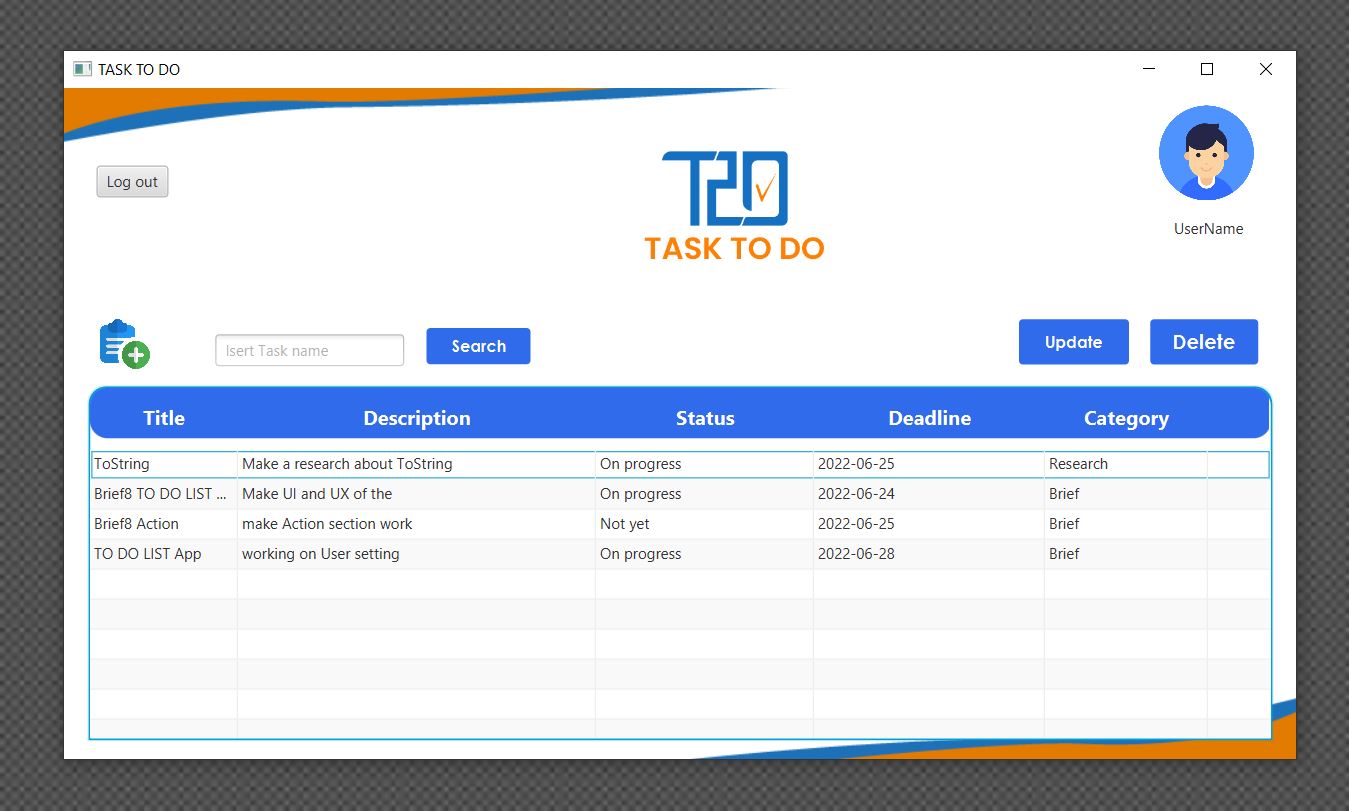 TASK TO DO
Log out
T2D
TASK TO DO
UserName
Isert Task name
Search
Update
Delete
Title Description Status Deadline Category
ToString Make a research about ToString On progress 2022-06-25 Research
Brief8 TO DO LIST ... Make UI and UX of the On progress 2022-06-24 Brief
Brief8 Action make Action section work Not yet 2022-06-25 Brief
TO DO LIST App working on User setting On progress 2022-06-28 Brief